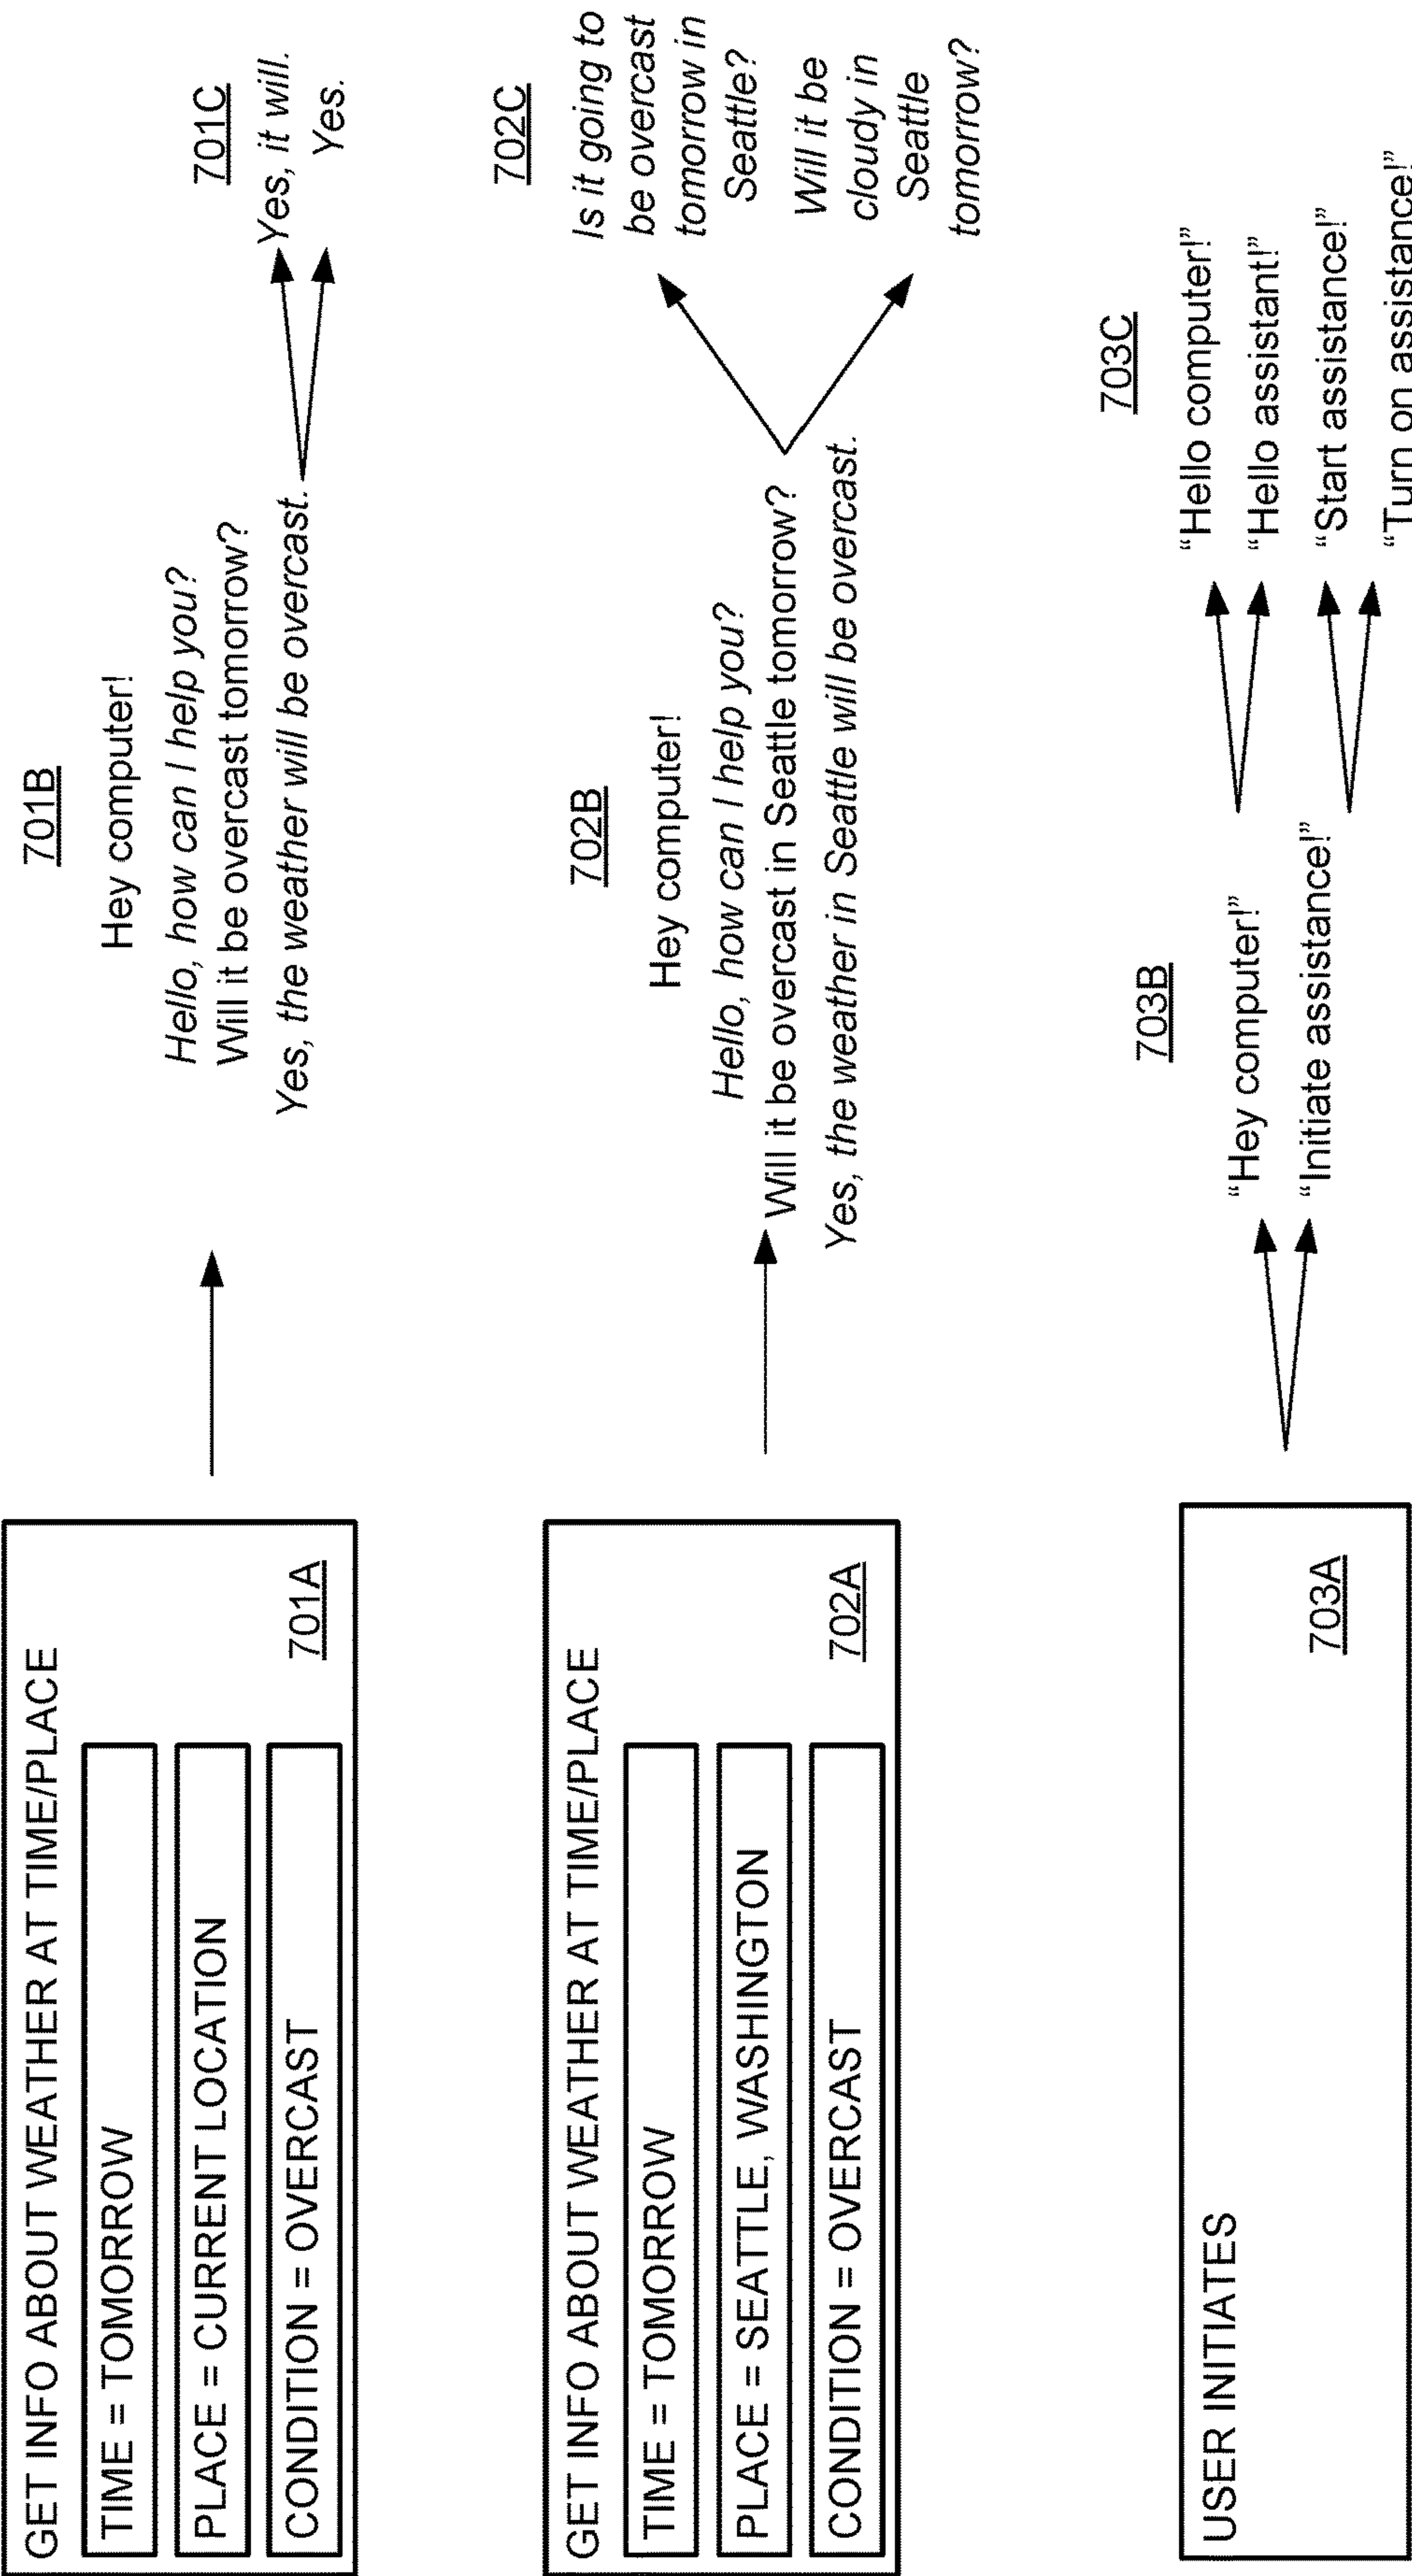 GET INFO ABOUT WEATHER AT TIME/PLACE
TIME = TOMORROW
PLACE = CURRENT LOCATION
CONDITION = OVERCAST
701A
701B
Hey computer!
Hello, how can I help you?
Will it be overcast tomorrow?
Yes, the weather will be overcast.
701C
Yes, it will.
Yes.
GET INFO ABOUT WEATHER AT TIME/PLACE
TIME = TOMORROW
PLACE = SEATTLE, WASHINGTON
CONDITION = OVERCAST
702A
702B
Hey computer!
Hello, how can I help you?
Will it be overcast in Seattle tomorrow?
Yes, the weather in Seattle will be overcast.
702C
Is it going to
be overcast
tomorrow in
Seattle?
Will it be
cloudy in
Seattle
tomorrow?
USER INITIATES
703A
703B
“Hey computer!”
“Initiate assistance!”
703C
“Hello computer!”
“Hello assistant!”
“Start assistance!”
“Turn on assistance!”